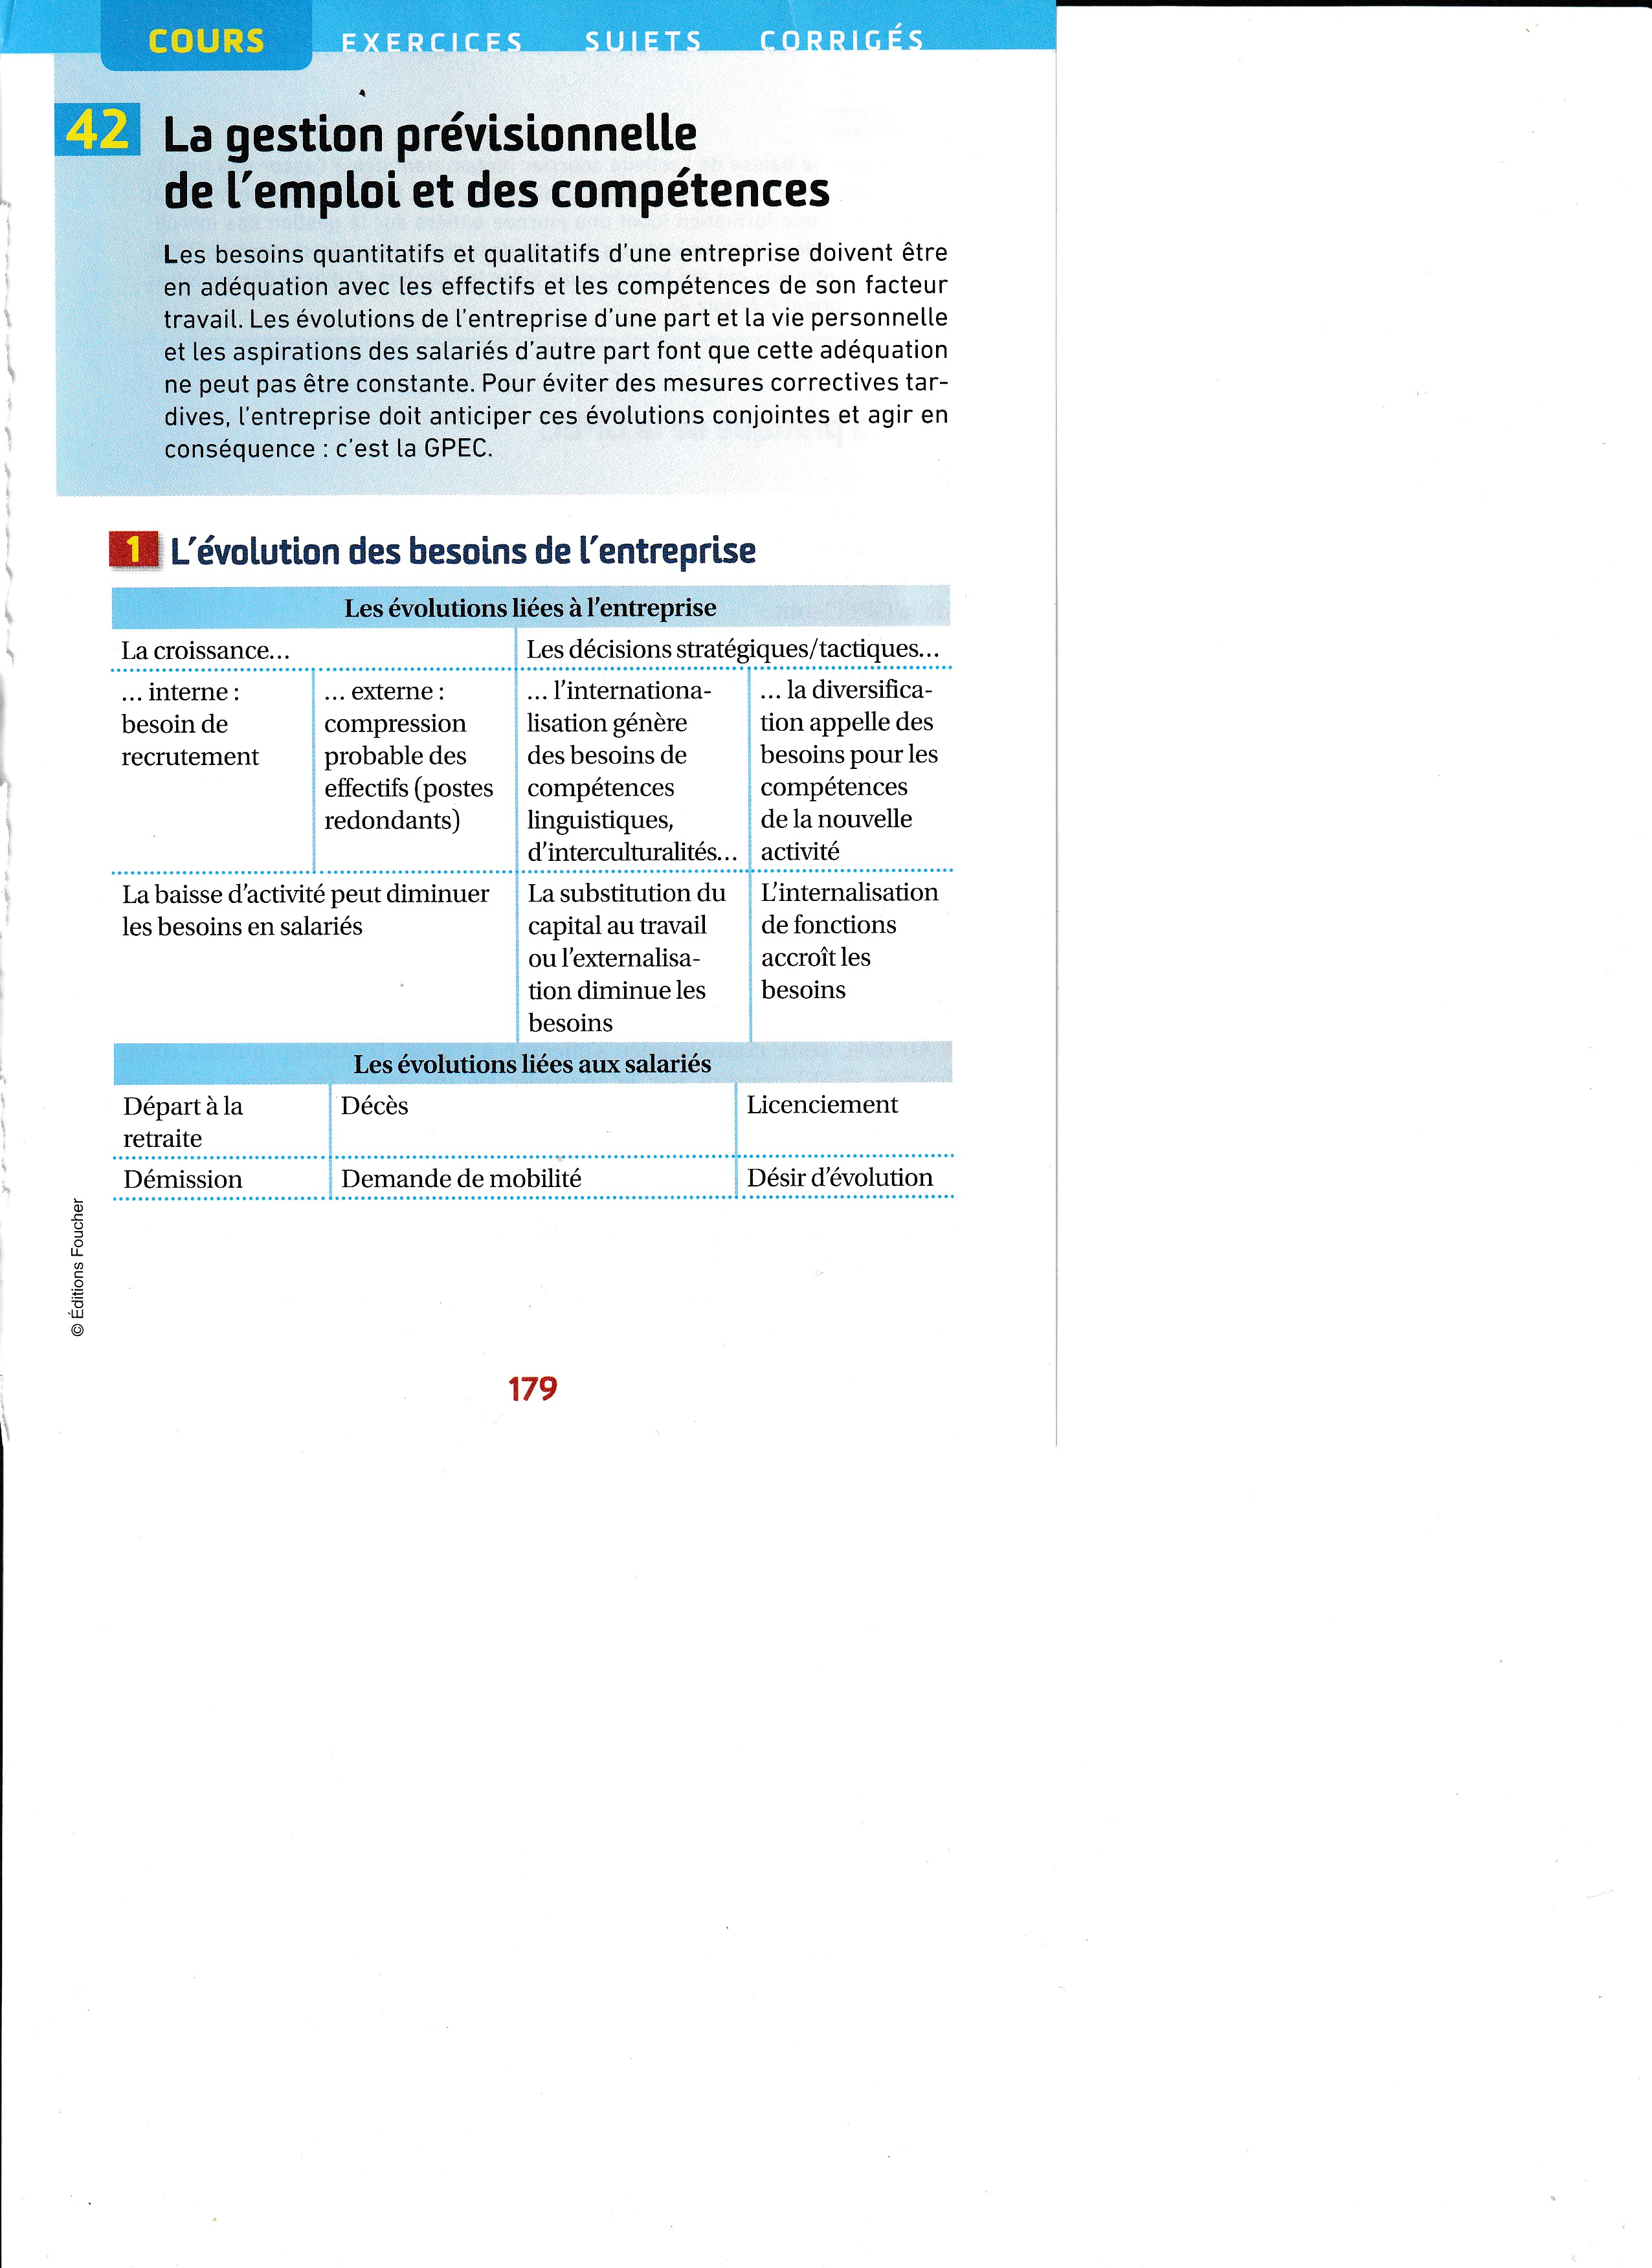 COURS EXERCICES SUJETS CORRIGÉS
42 La gestion prévisionnelle
de l'emploi et des compétences
Les besoins quantitatifs et qualitatifs d'une entreprise doivent être
en adéquation avec les effectifs et les compétences de son facteur
travail. Les évolutions de l'entreprise d'une part et la vie personnelle
et les aspirations des salariés d'autre part font que cette adéquation
ne peut pas être constante. Pour éviter des mesures correctives tar-
dives, l'entreprise doit anticiper ces évolutions conjointes et agir en
conséquence : c'est la GPEC.
1 L'évolution des besoins de l'entreprise
Les évolutions liées à l'entreprise
La croissance...
Les décisions stratégiques/tactiques...
... interne :
besoin de
recrutement
... externe :
compression
probable des
effectifs (postes
redondants)
... l'internationa-
lisation génère
des besoins de
compétences
linguistiques,
d'interculturalités...
... la diversifica-
tion appelle des
besoins pour les
compétences
de la nouvelle
activité
La baisse d'activité peut diminuer
les besoins en salariés
La substitution du
capital au travail
ou l'externalisa-
tion diminue les
besoins
L'internalisation
de fonctions
accroît les
besoins
Les évolutions liées aux salariés
Départ à la
retraite
Décès
Licenciement
Démission
Demande de mobilité
Désir d'évolution
© Éditions Foucher
179